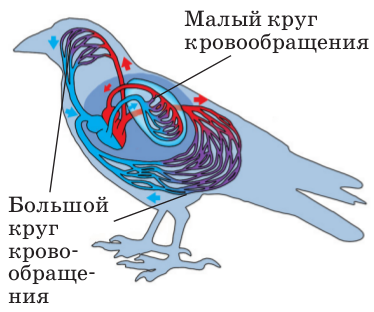 Малый круг
кровообращения
Большой
круг
крово-
обраще-
ния